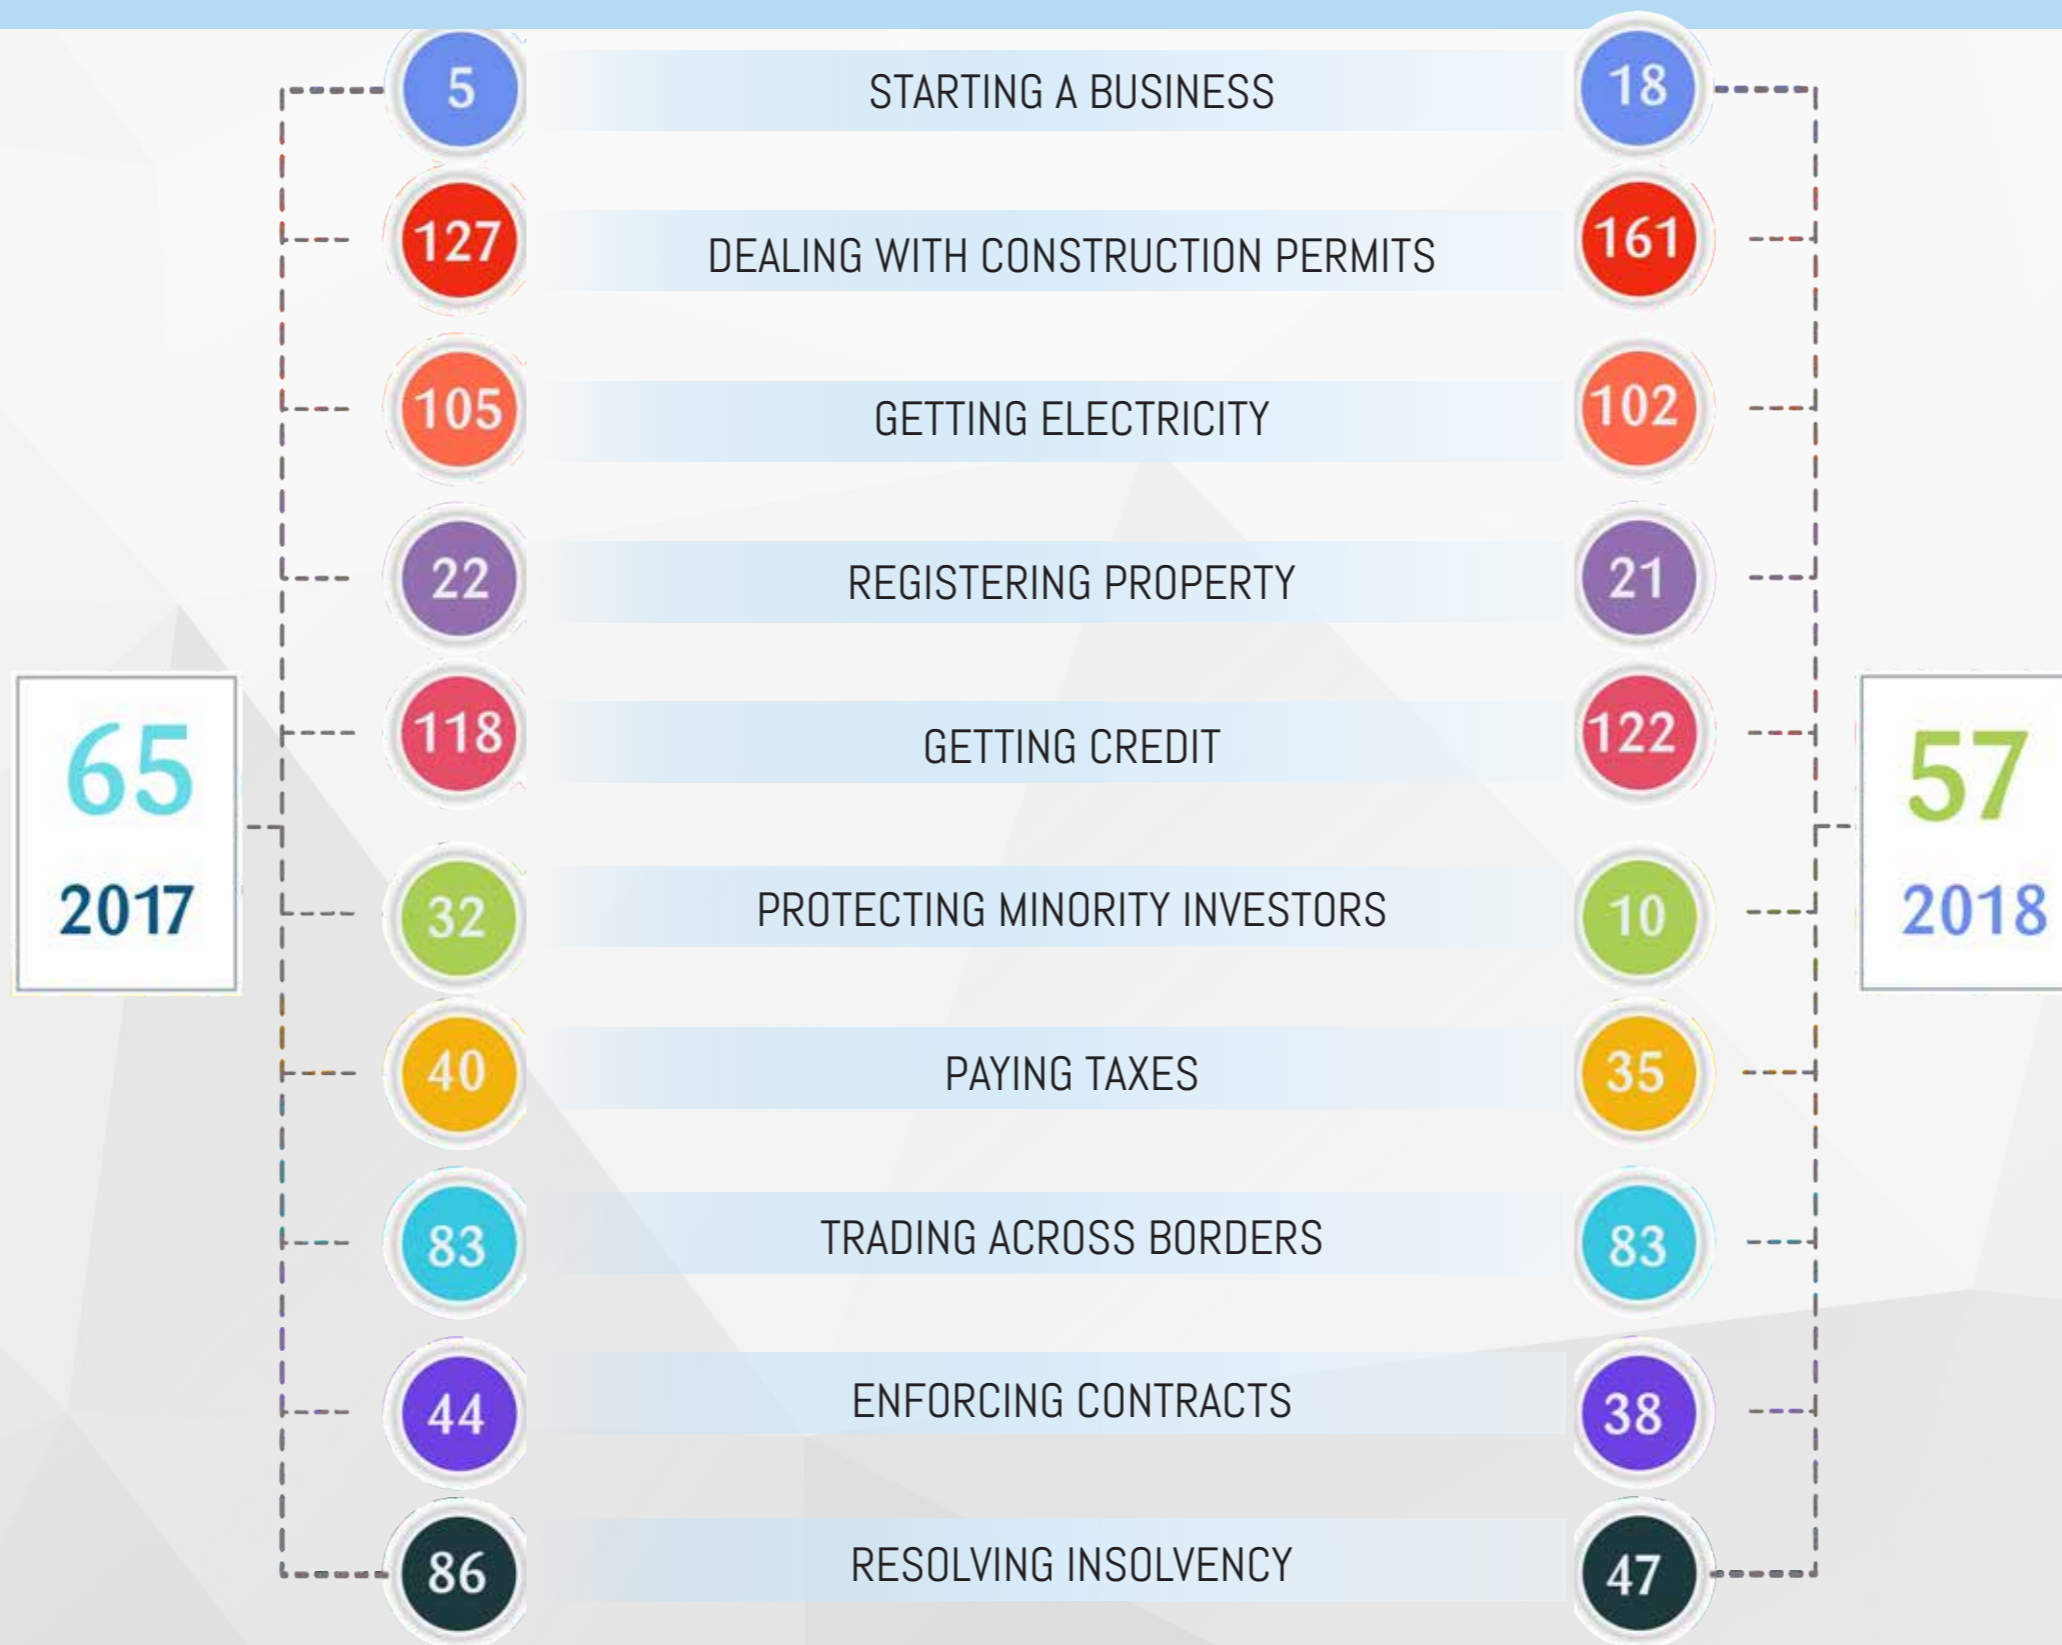 5 STARTING A BUSINESS 18
127 DEALING WITH CONSTRUCTION PERMITS 161
105 GETTING ELECTRICITY 102
22 REGISTERING PROPERTY 21
118 GETTING CREDIT 122
65
2017
57
2018
32 PROTECTING MINORITY INVESTORS 10
40 PAYING TAXES 35
83 TRADING ACROSS BORDERS 83
44 ENFORCING CONTRACTS 38
86 RESOLVING INSOLVENCY 47